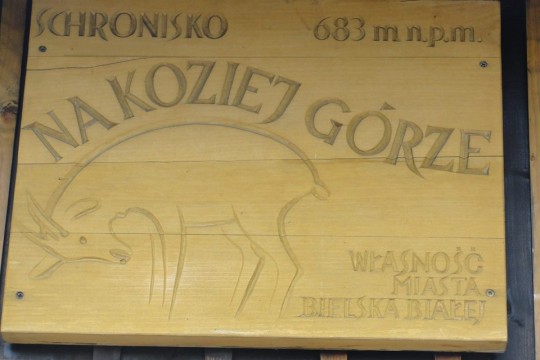 SCHRONISKO 683 m.n.p.m.
NA KOZIEJ GÓRZE
WŁASNOŚĆ
MIASTA
BIELSKA BIAŁEJ